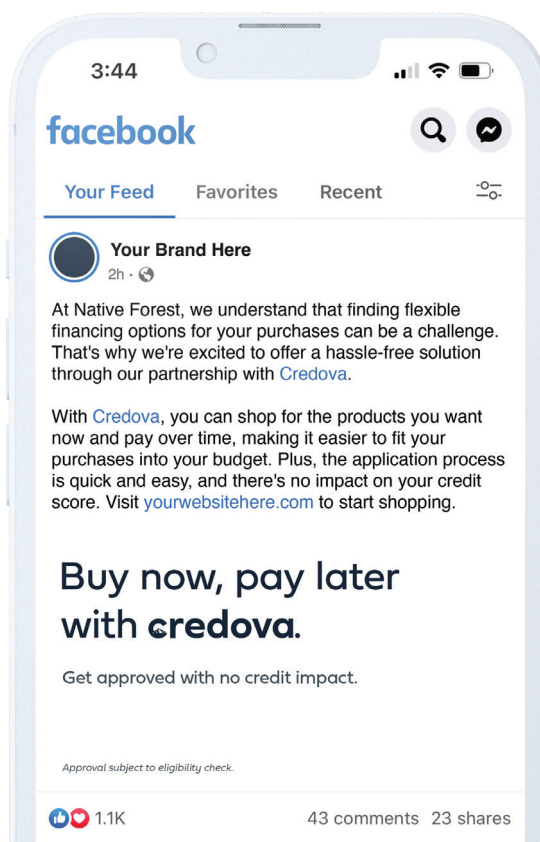 3:44
facebook
Your Feed Favorites Recent
Your Brand Here
2h ·
At Native Forest, we understand that finding flexible
financing options for your purchases can be a challenge.
That's why we're excited to offer a hassle-free solution
through our partnership with Credova.
With Credova, you can shop for the products you want
now and pay over time, making it easier to fit your
purchases into your budget. Plus, the application process
is quick and easy, and there's no impact on your credit
score. Visit yourwebsitehere.com to start shopping.
Buy now, pay later
with credova.
Get approved with no credit impact.
Approval subject to eligibility check.
1.1K 43 comments 23 shares